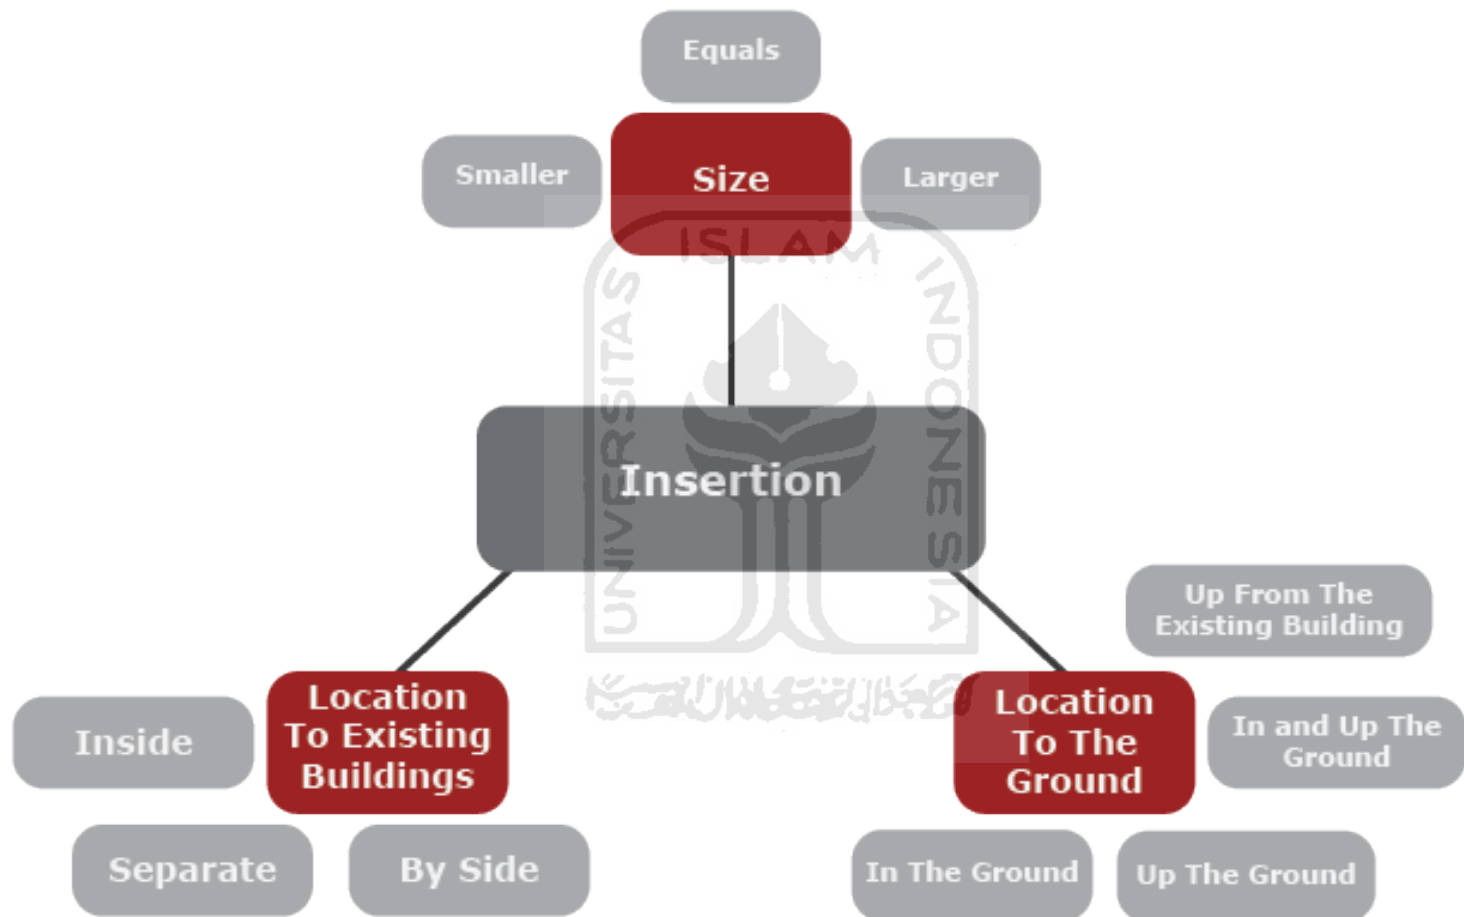 Equals
Smaller
Size
Larger
ISLAM
UNIVERSITAS
INDONESIA
Insertion
Up From The
Existing Building
Location
To Existing
Buildings
Inside
Separate
By Side
Location
To The
Ground
In and Up The
Ground
In The Ground
Up The Ground